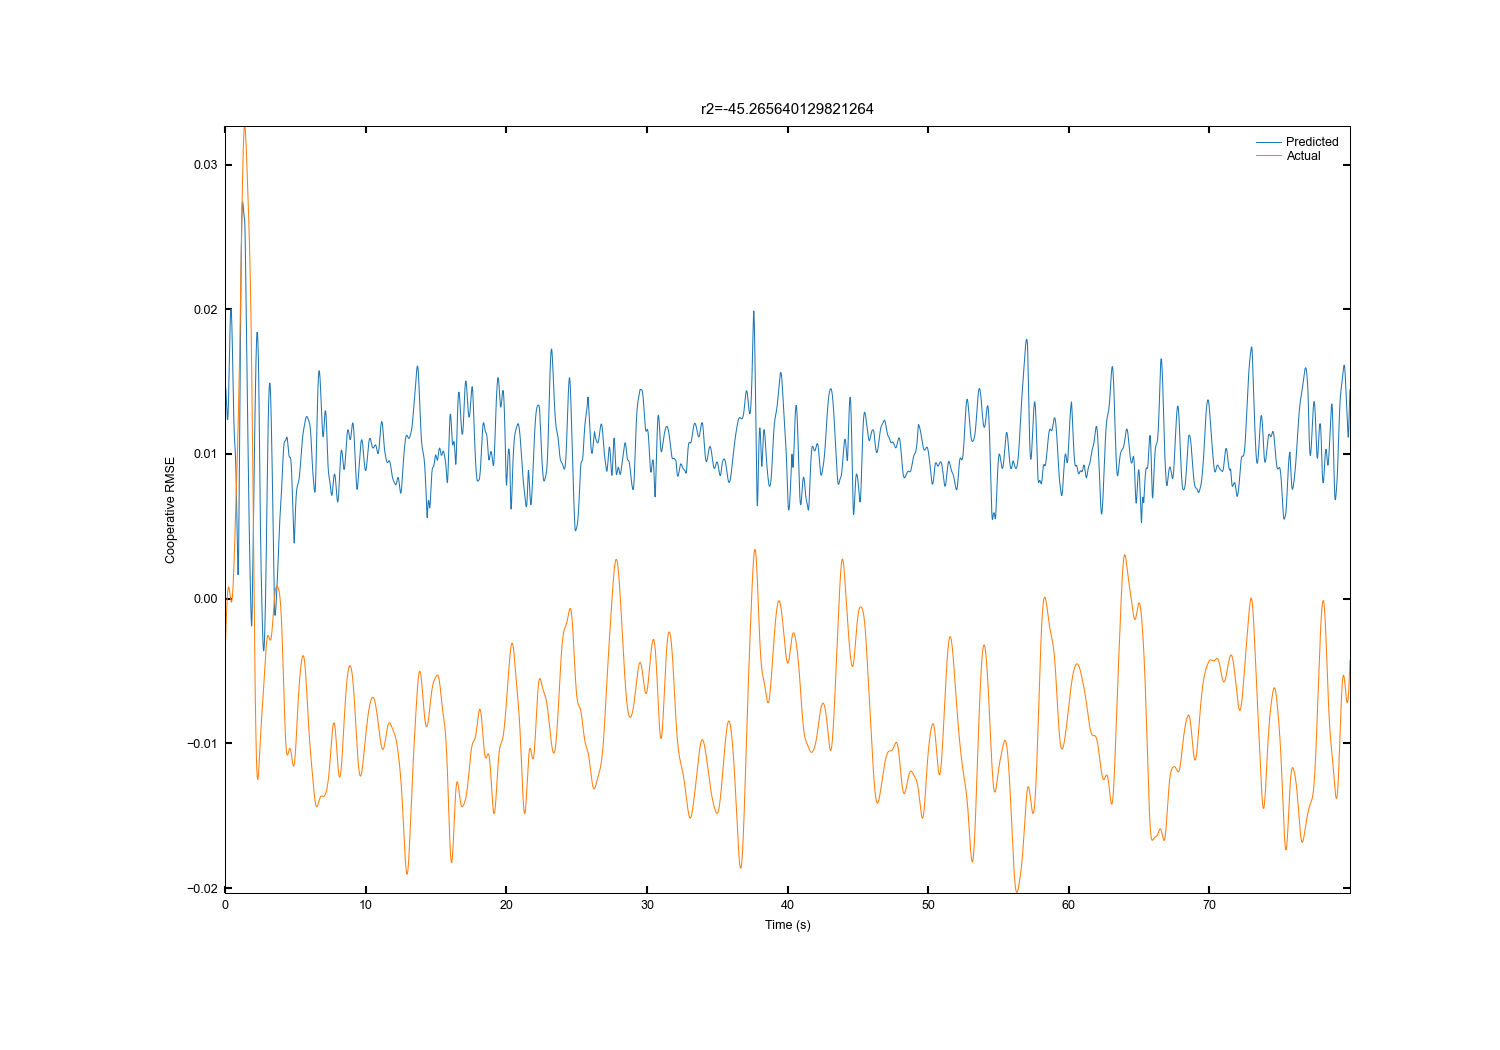 r2=-45.265640129821264
Predicted
Actual
0.03
0.02
0.01
0.00
−0.01
−0.02
Cooperative RMSE
0 10 20 30 40 50 60 70
Time (s)